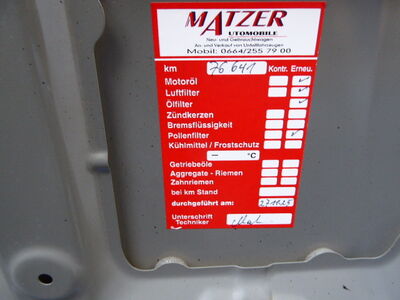 MATZER
AUTOMOBILE
Neu- und Gebrauchtwagen
An- und Verkauf von Unfallfahrzeugen
Mobil: 0664/255 79 00
km 76 641 Kontr. Erneu.
Motoröl
Luftfilter
Ölfilter
Zündkerzen
Bremsflüssigkeit
Pollenfilter
Kühlmittel / Frostschutz
– °C
Getriebeöle
Aggregate - Riemen
Zahnriemen
bei km Stand
durchgeführt am:
Unterschrift
Techniker